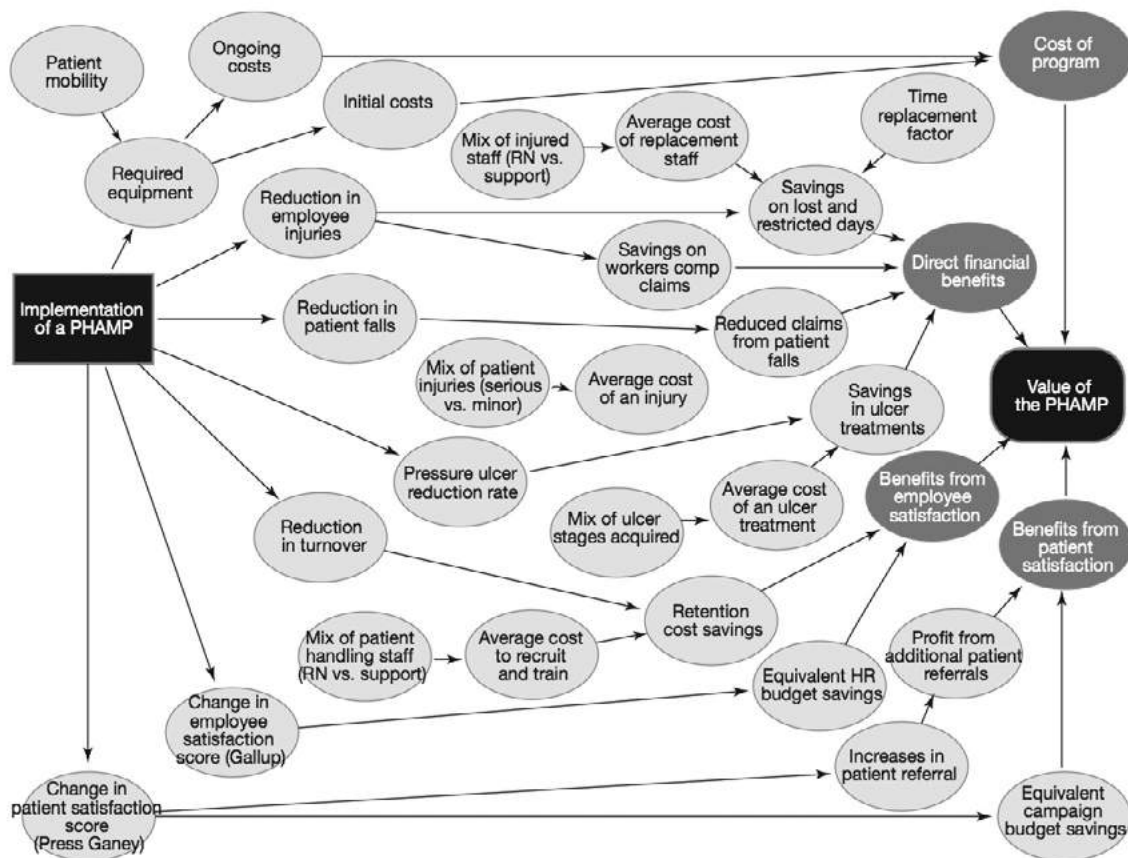 Patient
mobility
Ongoing
costs
Cost of
program
Initial costs
Time
replacement
factor
Mix of injured
staff (RN vs.
support)
Average cost
of replacement
staff
Required
equipment
Reduction in
employee
injuries
Savings
on lost and
restricted days
Savings on
workers comp
claims
Direct financial
benefits
Implementation
of a PHAMP
Reduction in
patient falls
Reduced claims
from patient
falls
Mix of patient
injuries (serious
vs. minor)
Average cost
of an injury
Savings
in ulcer
treatments
Value of
the PHAMP
Pressure ulcer
reduction rate
Average cost
of an ulcer
treatment
Benefits from
employee
satisfaction
Mix of ulcer
stages acquired
Reduction
in turnover
Benefits from
patient
satisfaction
Retention
cost savings
Mix of patient
handling staff
(RN vs. support)
Average cost
to recruit
and train
Profit from
additional patient
referrals
Equivalent HR
budget savings
Change in
employee
satisfaction
score (Gallup)
Increases in
patient referral
Change in
patient satisfaction
score
(Press Ganey)
Equivalent
campaign
budget savings